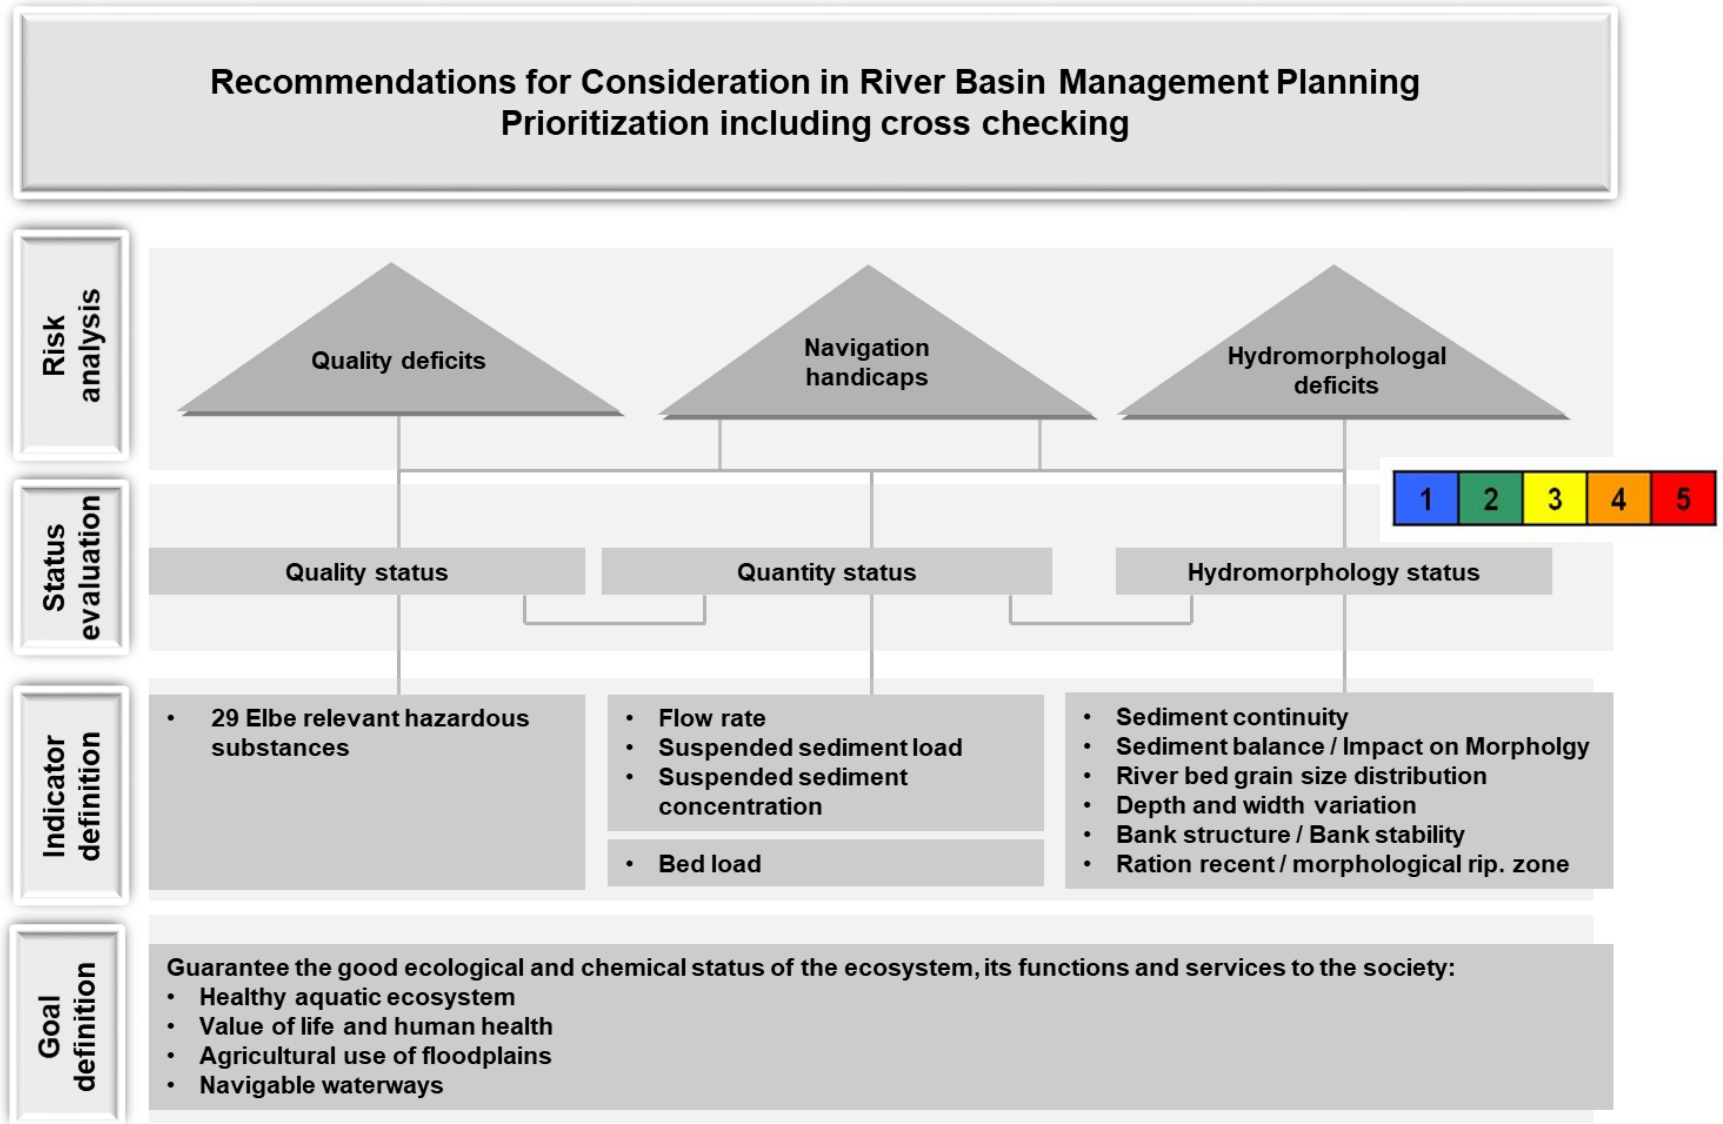 Recommendations for Consideration in River Basin Management Planning
Prioritization including cross checking
Risk
analysis
Quality deficits
Navigation
handicaps
Hydromorphologal
deficits
Status
evaluation
1 2 3 4 5
Quality status
Quantity status
Hydromorphology status
Indicator
definition
• 29 Elbe relevant hazardous
substances
• Flow rate
• Suspended sediment load
• Suspended sediment
concentration
• Bed load
• Sediment continuity
• Sediment balance / Impact on Morpholgy
• River bed grain size distribution
• Depth and width variation
• Bank structure / Bank stability
• Ration recent / morphological rip. zone
Goal
definition
Guarantee the good ecological and chemical status of the ecosystem, its functions and services to the society:
• Healthy aquatic ecosystem
• Value of life and human health
• Agricultural use of floodplains
• Navigable waterways